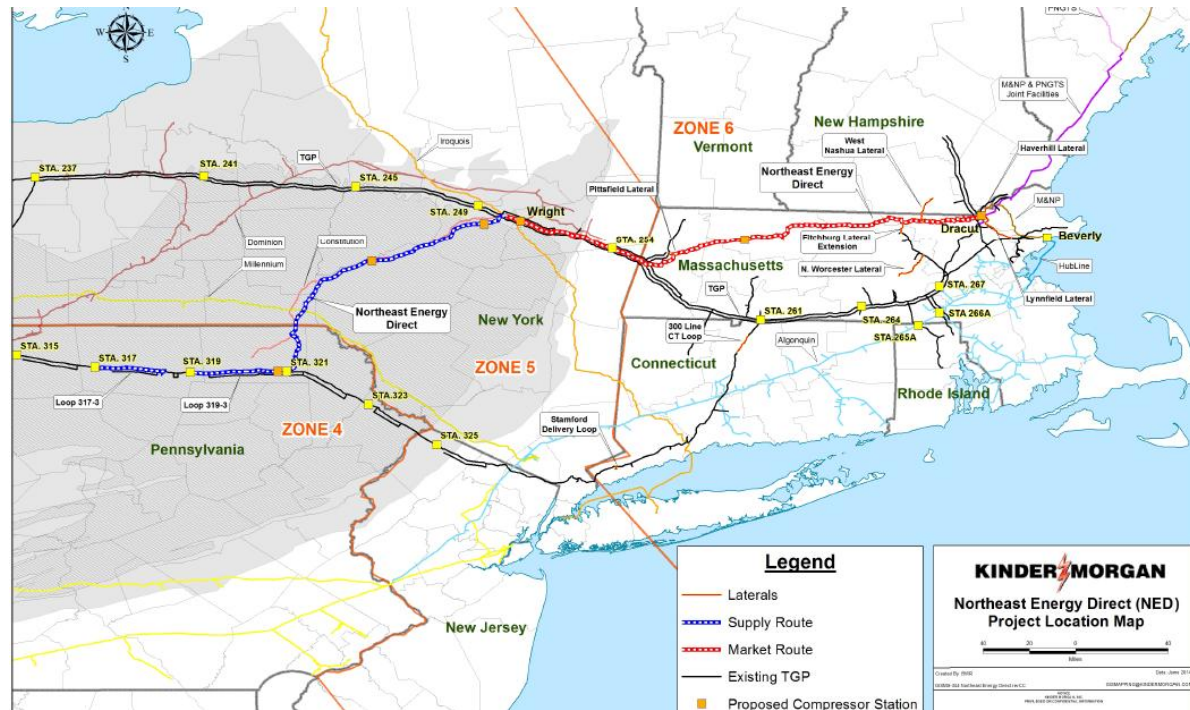 PNGTS
M&NP & PNGTS
Joint Facilities
N
W
E
S
New Hampshire
ZONE 6
Vermont
West
Nashua Lateral
Haverhill Lateral
Iroquois
STA. 237
STA. 241
TGP
STA. 245
Northeast Energy
Direct
Pittsfield Lateral
STA. 249
Wright
M&NP
Dracut
Beverly
Fitchburg Lateral
Extension
STA. 254
Dominion
Constitution
Massachusetts
N. Worcester Lateral
HubLine
Millennium
STA. 267
TGP
Lynnfield Lateral
Northeast Energy
Direct
New York
STA. 261
STA.264
STA 266A
STA.265A
300 Line
CT Loop
Algonquin
STA. 315
STA. 317
STA. 319
STA. 321
ZONE 5
Connecticut
Rhode Island
Loop 317-3
Loop 319-3
STA.323
ZONE 4
Stamford
Delivery Loop
STA. 325
Pennsylvania
New Jersey
Legend
Laterals
Supply Route
Market Route
Existing TGP
Proposed Compressor Station
KINDER MORGAN
Northeast Energy Direct (NED)
Project Location Map
40
20
0
40
Miles